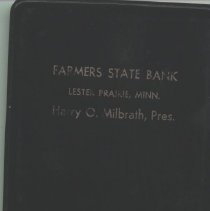 FARMERS STATE BANK
LESTER PRAIRIE, MINN.
Harry O. Milbrath, Pres.